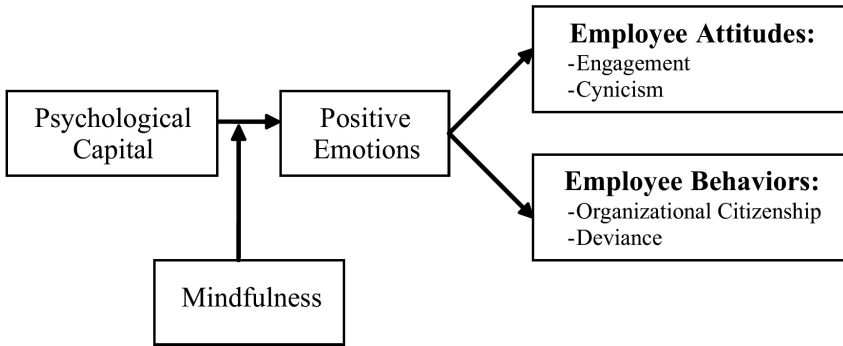 Psychological
Capital
Positive
Emotions
Employee Attitudes:
-Engagement
-Cynicism
Employee Behaviors:
-Organizational Citizenship
-Deviance
Mindfulness